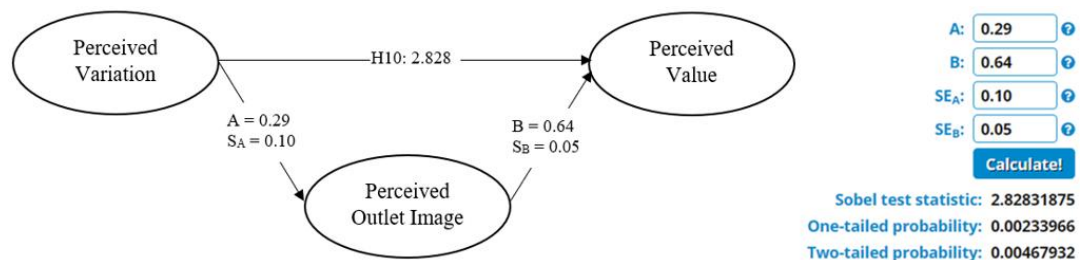 Perceived
Variation
H10: 2.828
Perceived
Value
A = 0.29
SA = 0.10
B = 0.64
SB = 0.05
Perceived
Outlet Image
A: 0.29 ?
B: 0.64 ?
SEA: 0.10 ?
SEB: 0.05 ?
Calculate!
Sobel test statistic: 2.82831875
One-tailed probability: 0.00233966
Two-tailed probability: 0.00467932